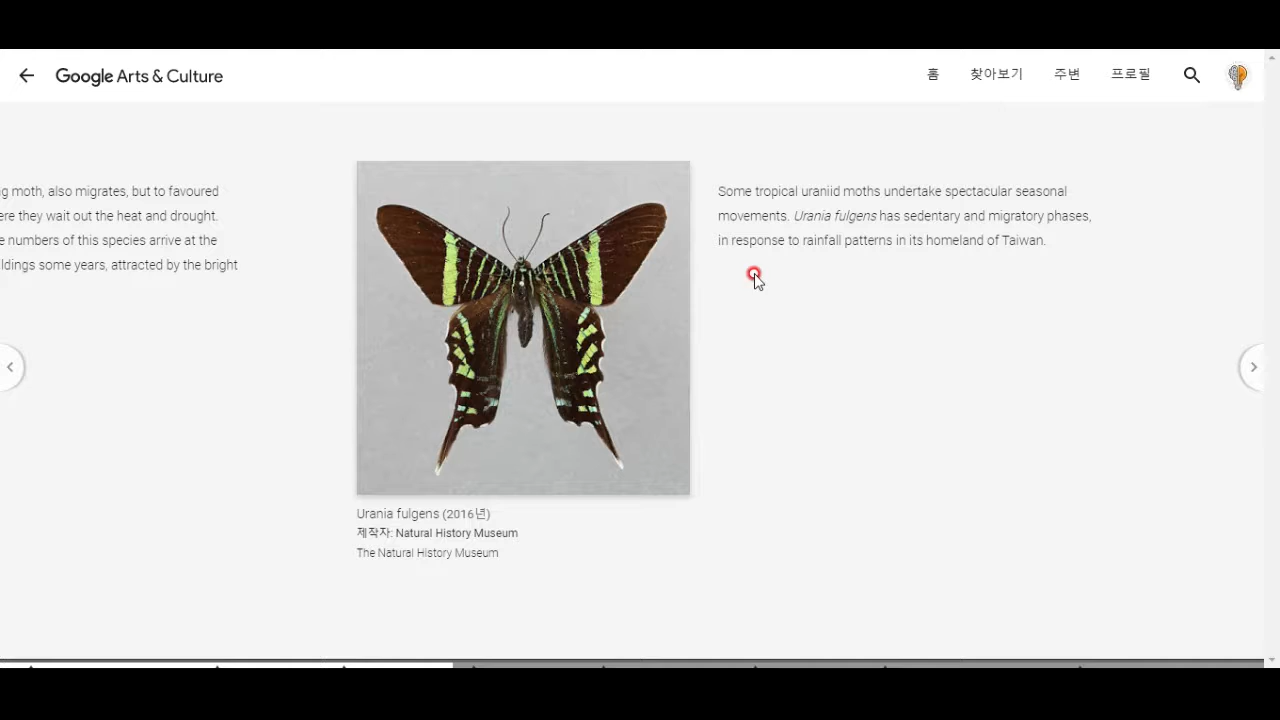 Google Arts & Culture
홈 찾아보기 주변 프로필
g moth, also migrates, but to favoured
ere they wait out the heat and drought.
e numbers of this species arrive at the
ldings some years, attracted by the bright
Some tropical uraniid moths undertake spectacular seasonal
movements. Urania fulgens has sedentary and migratory phases,
in response to rainfall patterns in its homeland of Taiwan.
Urania fulgens (2016년)
제작자: Natural History Museum
The Natural History Museum